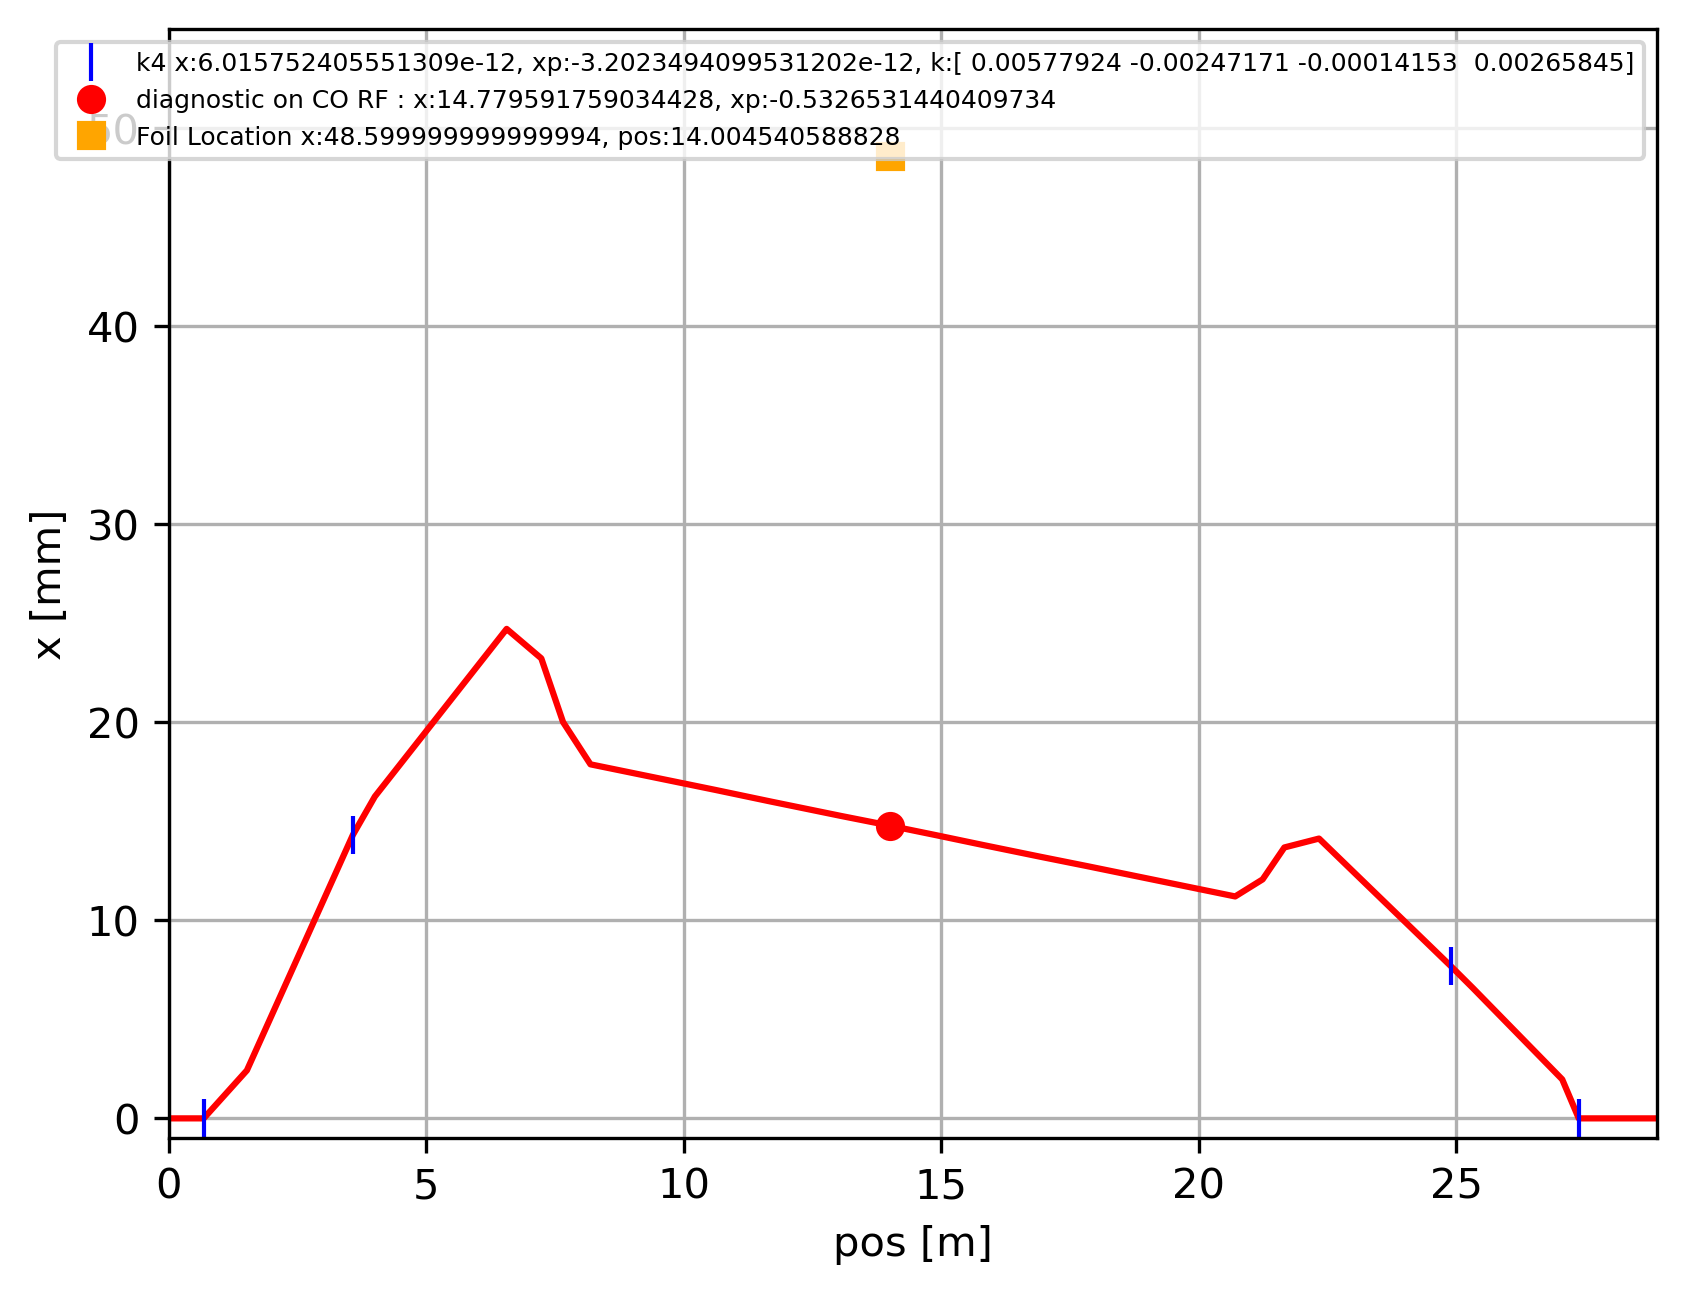 k4 x:6.015752405551309e-12, xp:-3.2023494099531202e-12, k:[ 0.00577924 -0.00247171 -0.00014153  0.00265845]
diagnostic on CO RF : x:14.779591759034428, xp:-0.5326531440409734
Foil Location x:48.599999999999994, pos:14.004540588828
50
40
30
20
10
0
x [mm]
0 5 10 15 20 25
pos [m]